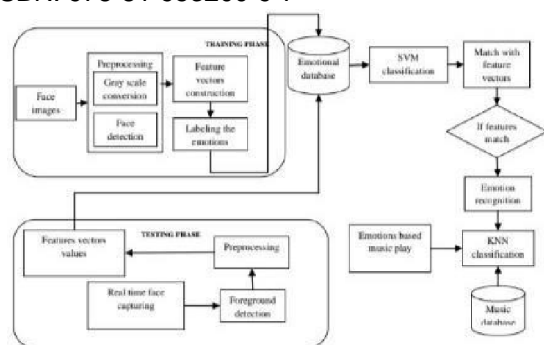 TRAINING PHASE
Face
images
Preprocessing
Gray scale
conversion
Face
detection
Feature
vectors
construction
Labeling the
emotions
Emotional
database
SVM
classification
Match with
feature
vectors
If features
match
Emotion
recognition
TESTING PHASE
Features vectors
values
Preprocessing
Real time face
capturing
Foreground
detection
Emotions based
music play
KNN
classification
Music
database